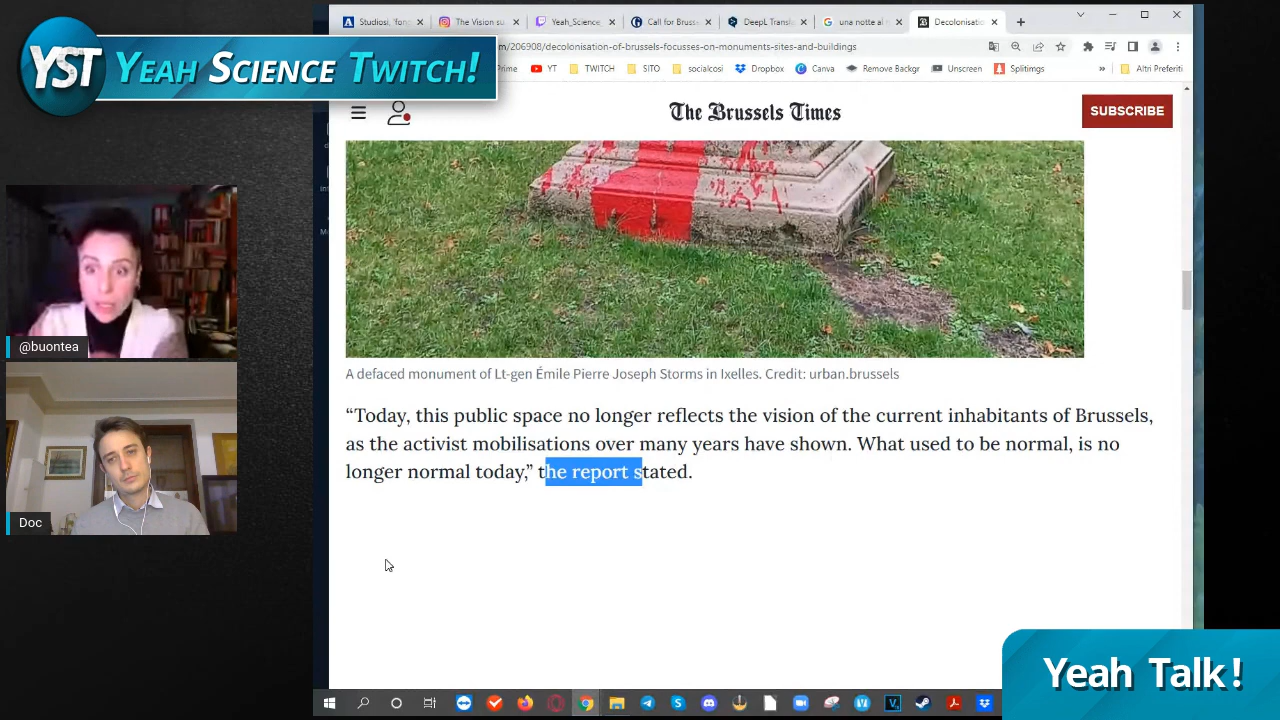 YST YEAH SCIENCE TWITCH!
Studiosi, 'fong
The Vision su
Yeah_Science_
Call for Brusse
DeepL Transla
una notte al m
Decolonisatio
m/206908/decolonisation-of-brussels-focusses-on-monuments-sites-and-buildings
Prime
YT
TWITCH
SITO
socialcosi
Dropbox
Canva
Remove Backgr
Unscreen
Splitimgs
»
Altri Preferiti
The Brussels Times
SUBSCRIBE
@buontea
Doc
A defaced monument of Lt-gen Émile Pierre Joseph Storms in Ixelles. Credit: urban.brussels
“Today, this public space no longer reflects the vision of the current inhabitants of Brussels,
as the activist mobilisations over many years have shown. What used to be normal, is no
longer normal today,” the report stated.
Yeah Talk!